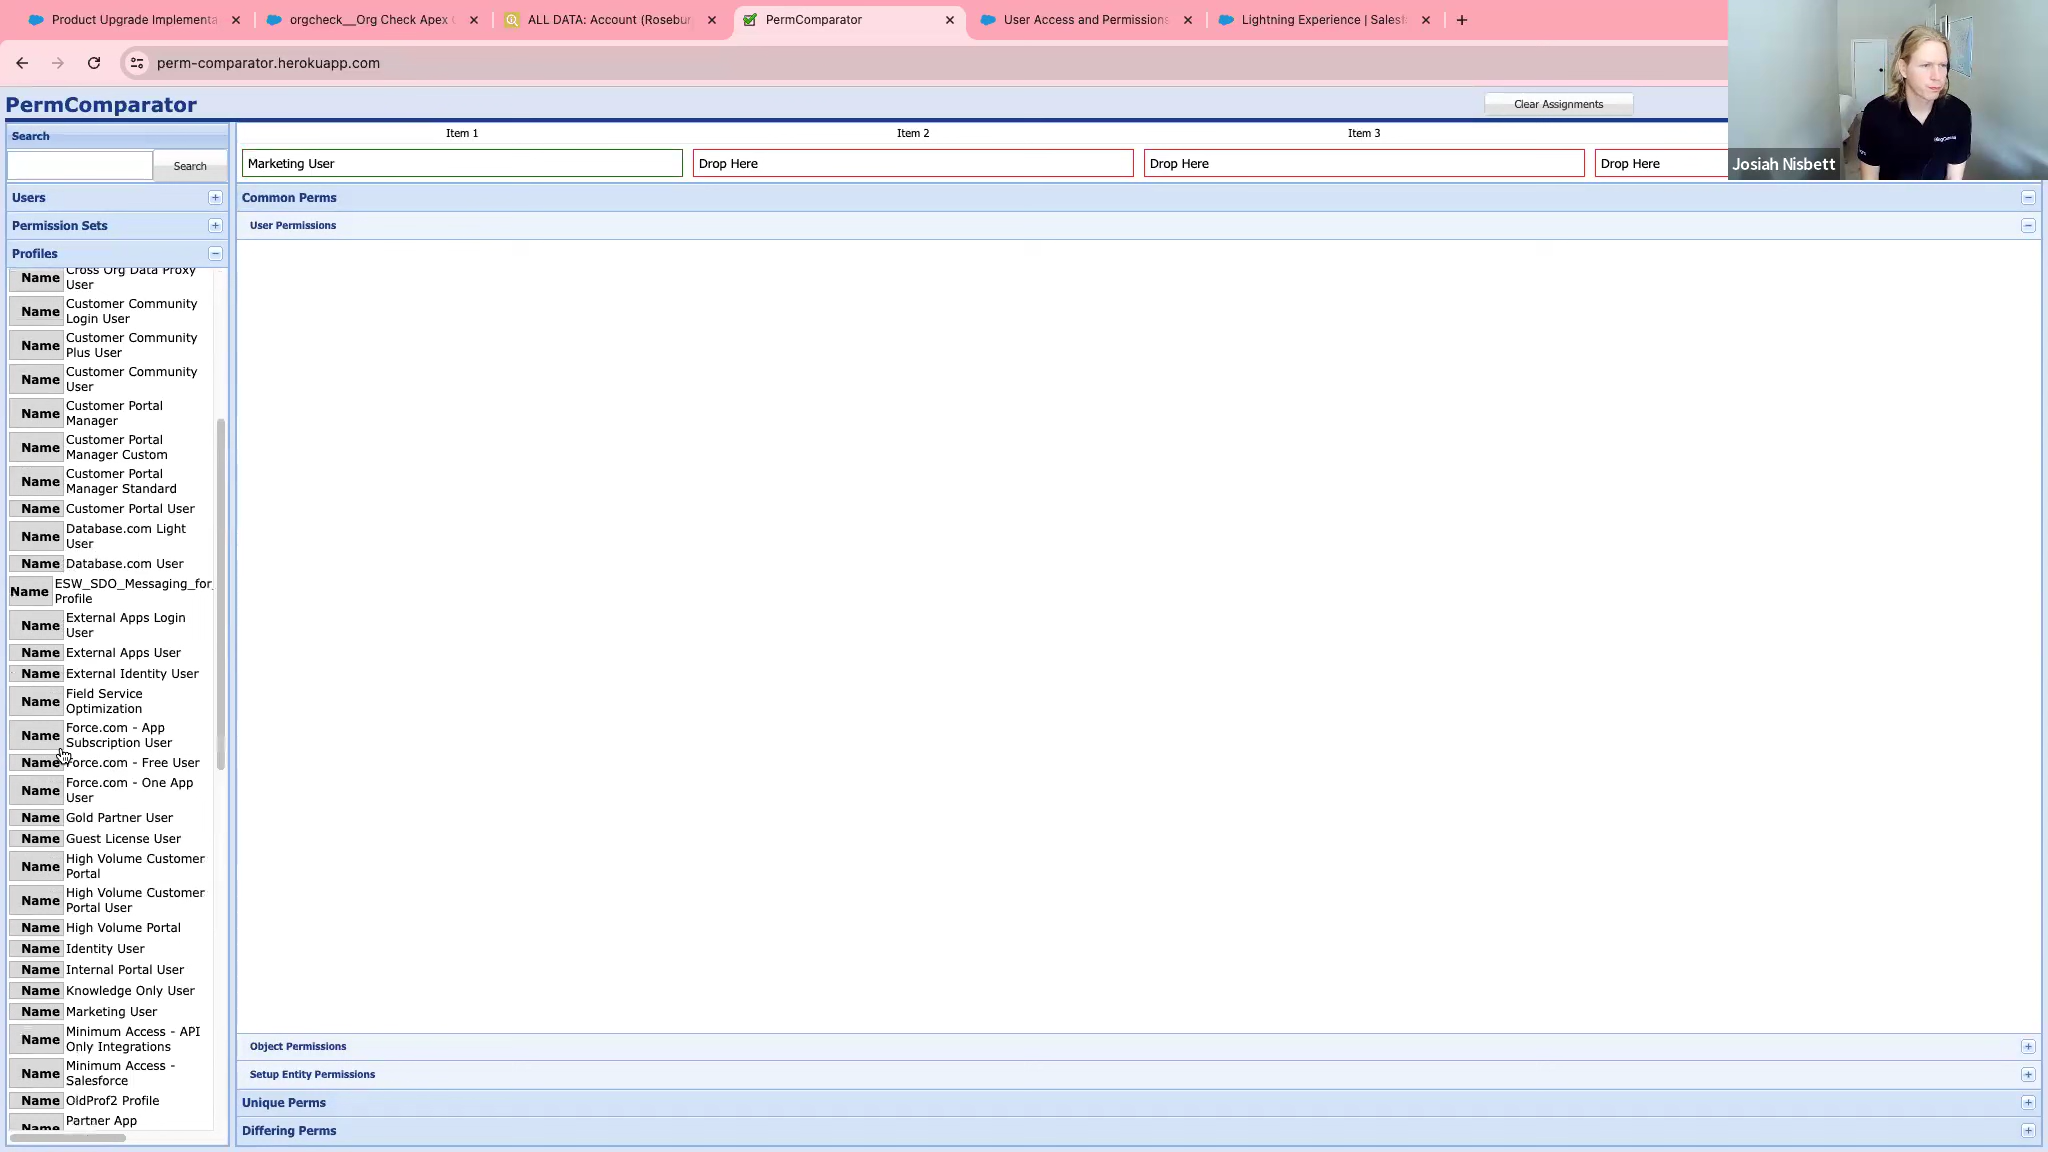 Product Upgrade Implementa
orgcheck__Org Check Apex
ALL DATA: Account (Rosebur
PermComparator
User Access and Permissions
Lightning Experience | Salesf
perm-comparator.herokuapp.com
PermComparator
Clear Assignments
Josiah Nisbett
Search
Search
Users
Permission Sets
Profiles
Item 1
Item 2
Item 3
Marketing User
Drop Here
Drop Here
Drop Here
Common Perms
User Permissions
Name Cross Org Data Proxy
User
Name Customer Community
Login User
Name Customer Community
Plus User
Name Customer Community
User
Name Customer Portal
Manager
Name Customer Portal
Manager Custom
Name Customer Portal
Manager Standard
Name Customer Portal User
Name Database.com Light
User
Name Database.com User
Name ESW_SDO_Messaging_for_
Profile
Name External Apps Login
User
Name External Apps User
Name External Identity User
Name Field Service
Optimization
Name Force.com - App
Subscription User
Name Force.com - Free User
Name Force.com - One App
User
Name Gold Partner User
Name Guest License User
Name High Volume Customer
Portal
Name High Volume Customer
Portal User
Name High Volume Portal
Name Identity User
Name Internal Portal User
Name Knowledge Only User
Name Marketing User
Name Minimum Access - API
Only Integrations
Name Minimum Access -
Salesforce
Name OldProf2 Profile
Name Partner App
Object Permissions
Setup Entity Permissions
Unique Perms
Differing Perms